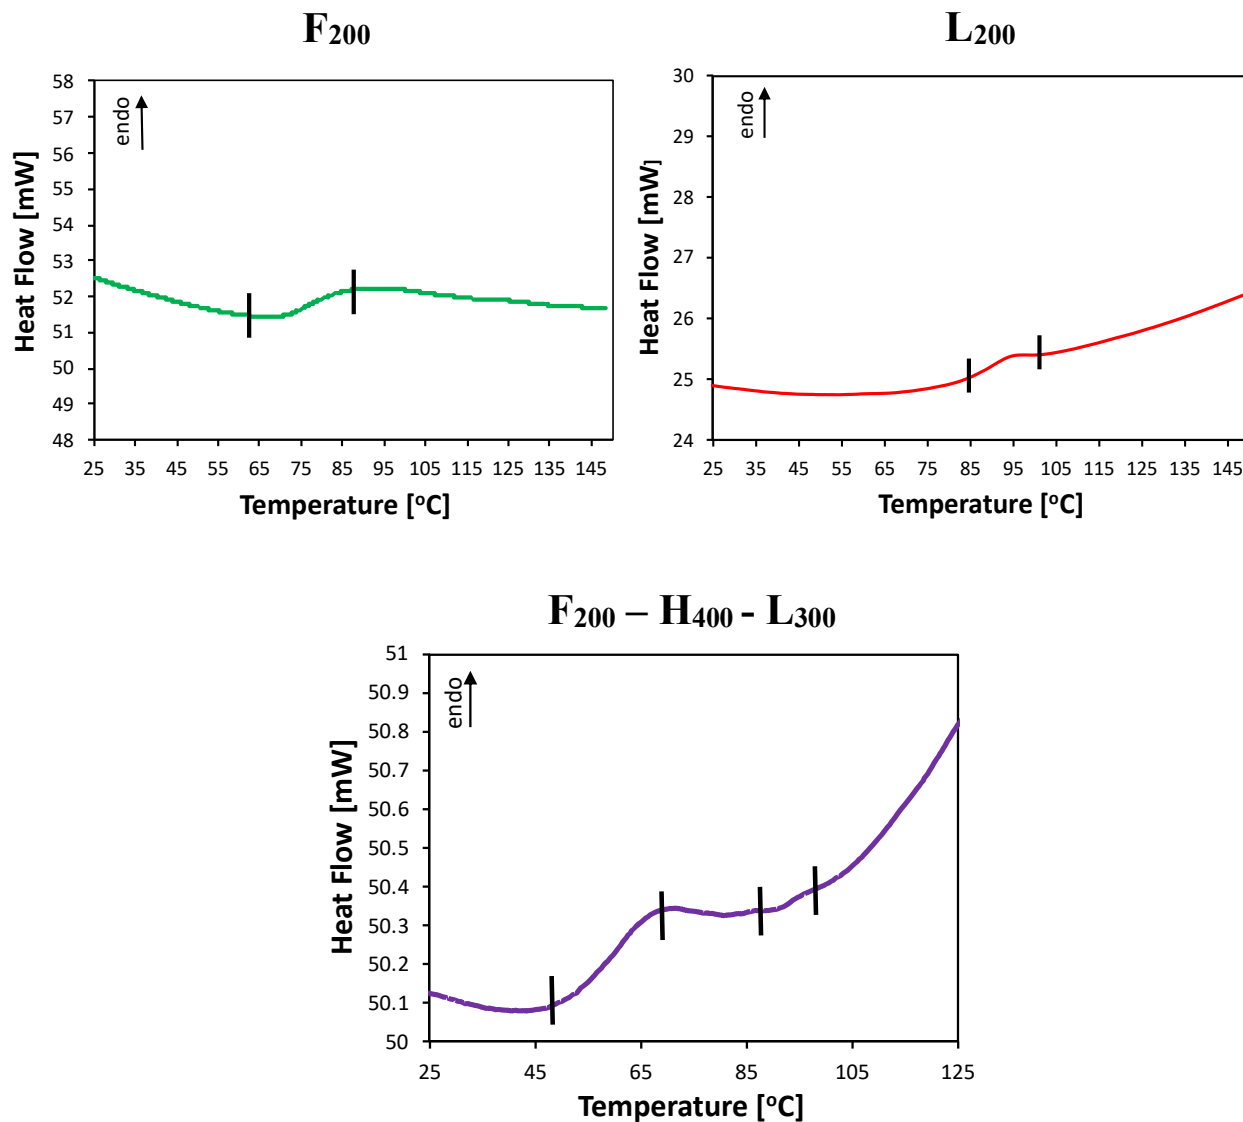 F200
58
57
56
55
54
53
52
51
50
49
48
endo
Heat Flow [mW]
25 35 45 55 65 75 85 95 105 115 125 135 145
Temperature [oC]
L200
30
29
28
27
26
25
24
endo
Heat Flow [mW]
25 35 45 55 65 75 85 95 105 115 125 135 145
Temperature [oC]
F200 – H400 - L300
51
50.9
50.8
50.7
50.6
50.5
50.4
50.3
50.2
50.1
50
endo
Heat Flow [mW]
25 45 65 85 105 125
Temperature [oC]